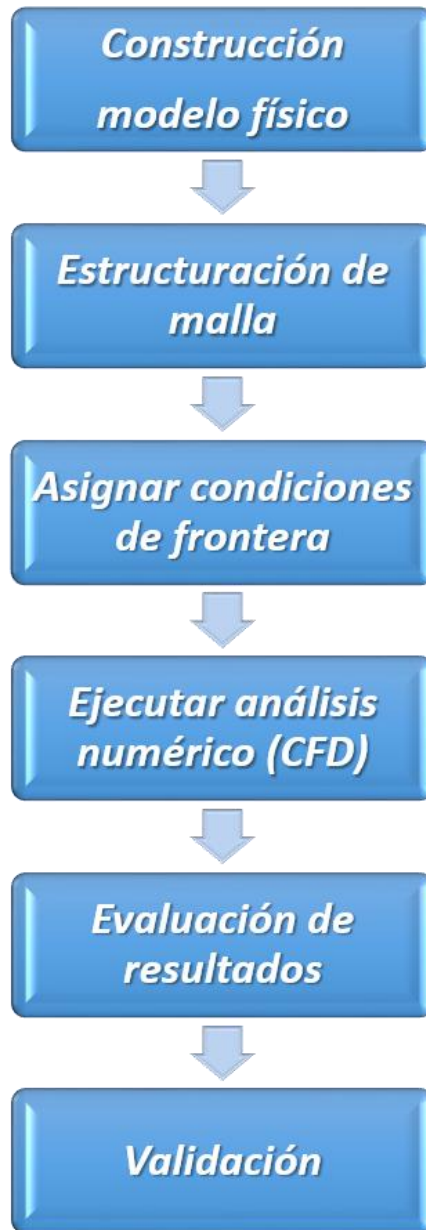 Construcción
modelo físico
Estructuración de
malla
Asignar condiciones
de frontera
Ejecutar análisis
numérico (CFD)
Evaluación de
resultados
Validación